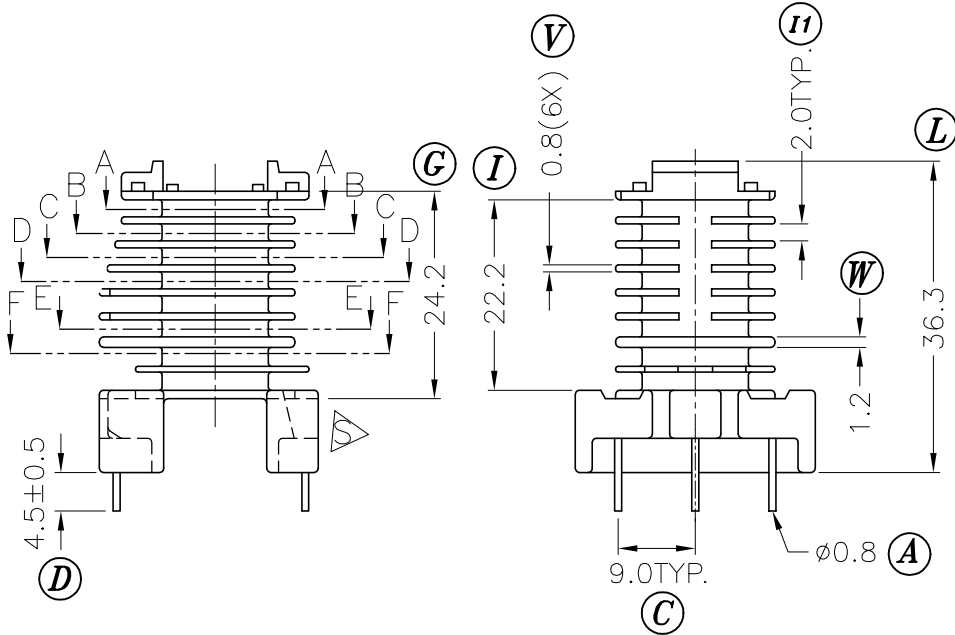 V
I1
0.8(6X)
2.0TYP.
L
A
A
G
I
B
B
C
C
D
D
W
24.2
22.2
36.3
E
E
F
F
1.2
S
4.5±0.5
D
9.0TYP.
C
ø0.8
A